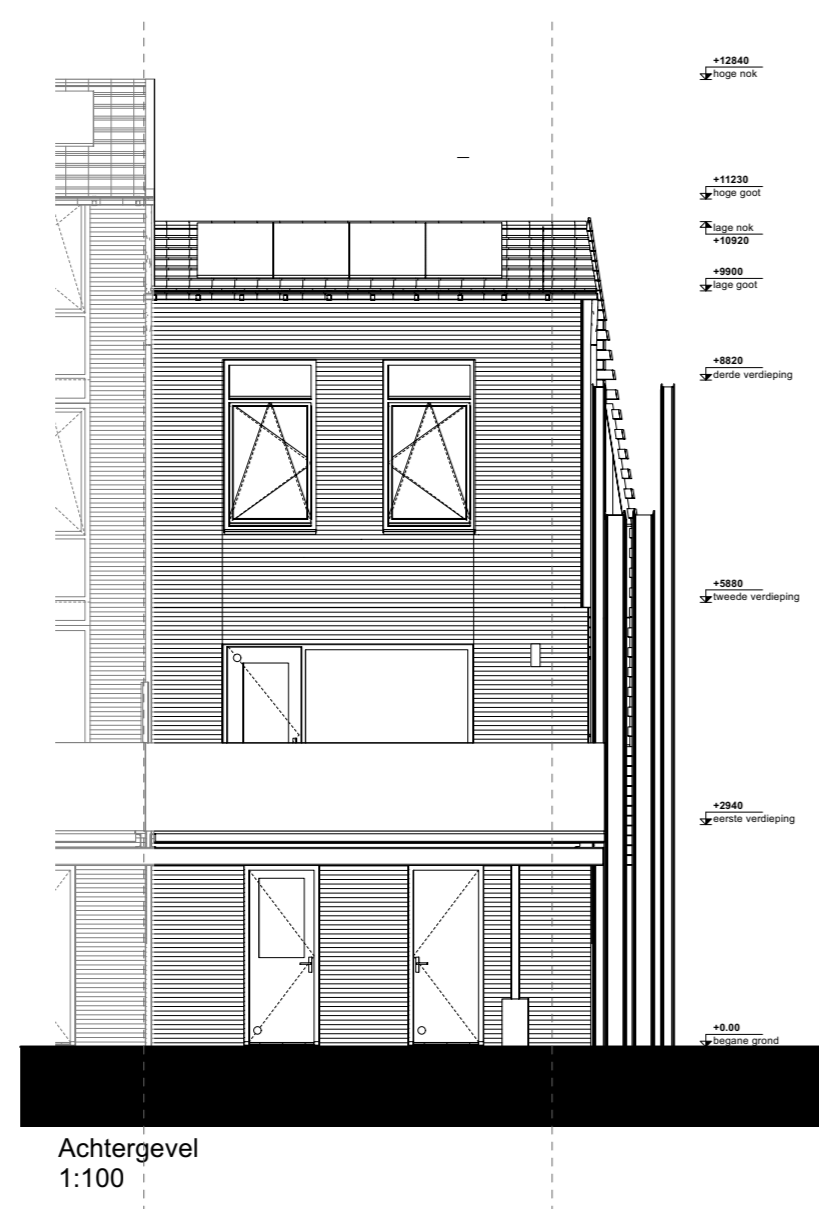 +12840
hoge nok
+11230
hoge goot
lage nok
+10920
+9900
lage goot
+8820
derde verdieping
+5880
tweede verdieping
+2940
eerste verdieping
+0.00
begane grond
Achtergevel
1:100